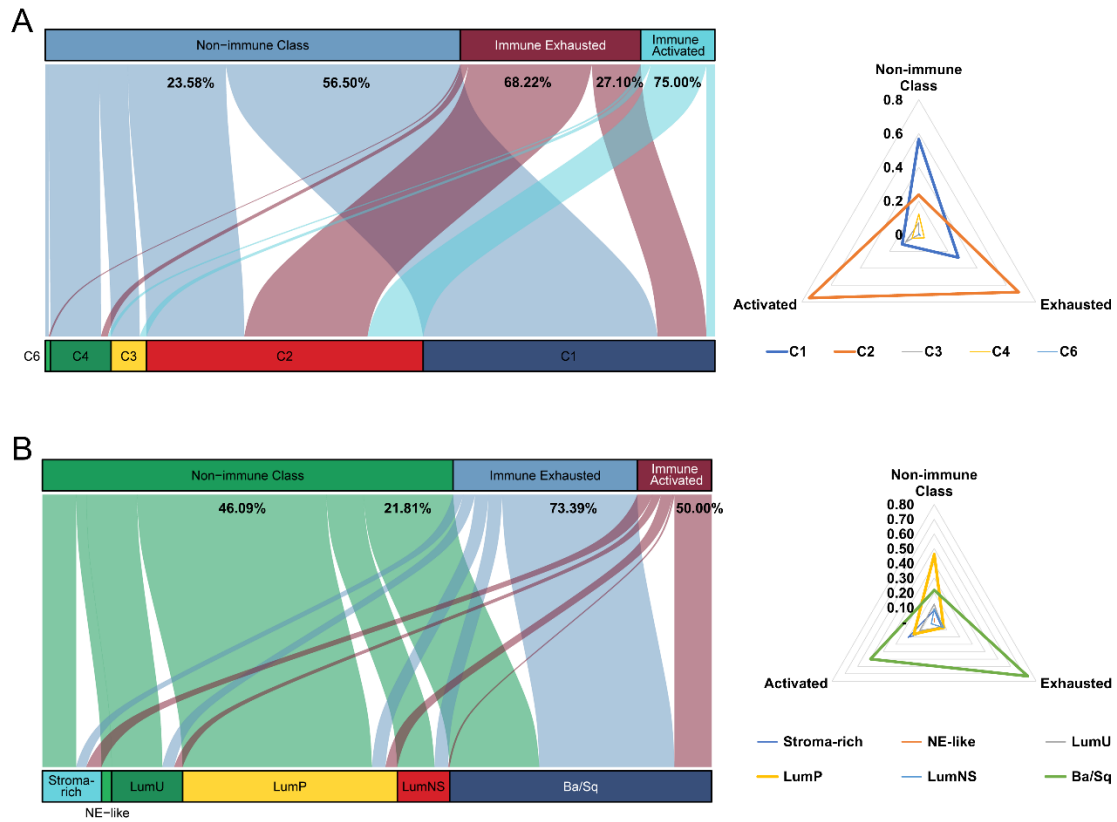 A
Non-immune Class
Immune Exhausted
Immune
Activated
23.58%
56.50%
68.22%
27.10%
75.00%
C6
C4
C3
C2
C1
Non-immune
Class
0.8
0.6
0.4
0.2
0
Activated
Exhausted
C1
C2
C3
C4
C6
B
Non-immune Class
Immune Exhausted
Immune
Activated
46.09%
21.81%
73.39%
50.00%
Stroma-
rich
NE-like
LumU
LumP
LumNS
Ba/Sq
Non-immune
Class
0.80
0.70
0.60
0.50
0.40
0.30
0.20
0.10
-
Activated
Exhausted
Stroma-rich
NE-like
LumU
LumP
LumNS
Ba/Sq